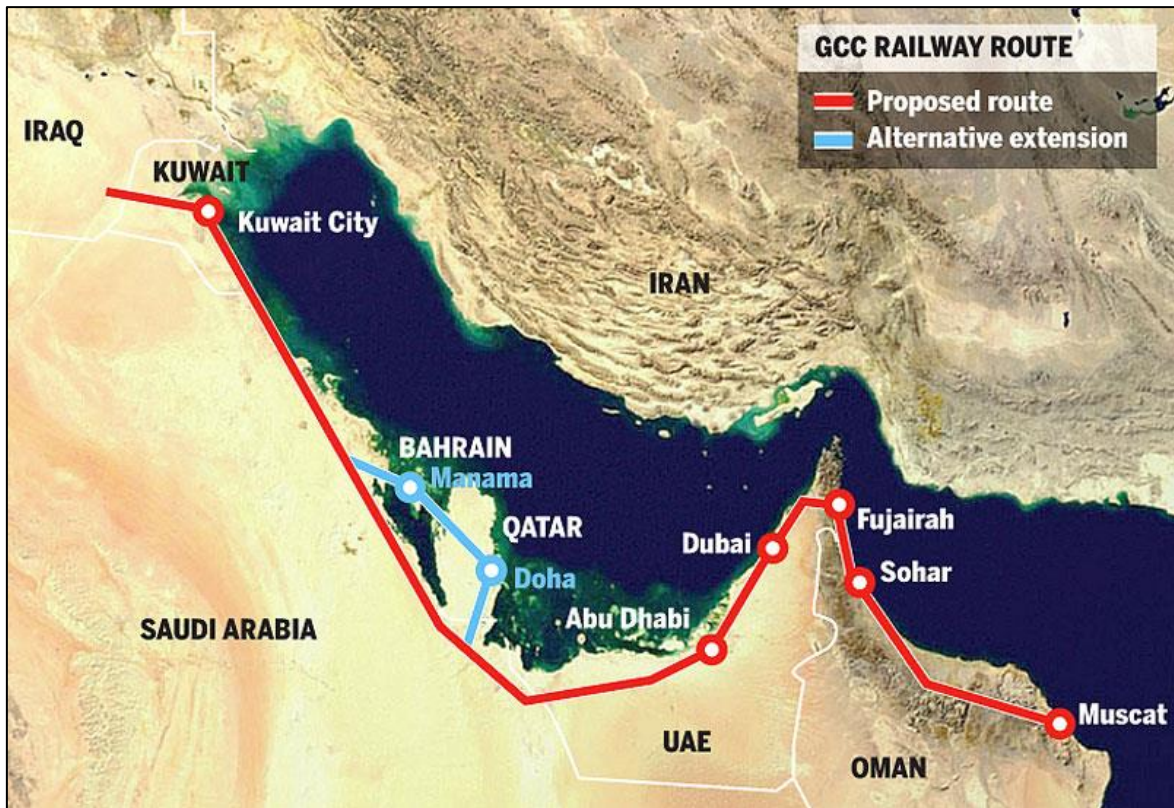 GCC RAILWAY ROUTE
Proposed route
Alternative extension
IRAQ
KUWAIT
Kuwait City
IRAN
BAHRAIN
Manama
QATAR
Doha
Dubai
Fujairah
Sohar
Abu Dhabi
SAUDI ARABIA
UAE
OMAN
Muscat